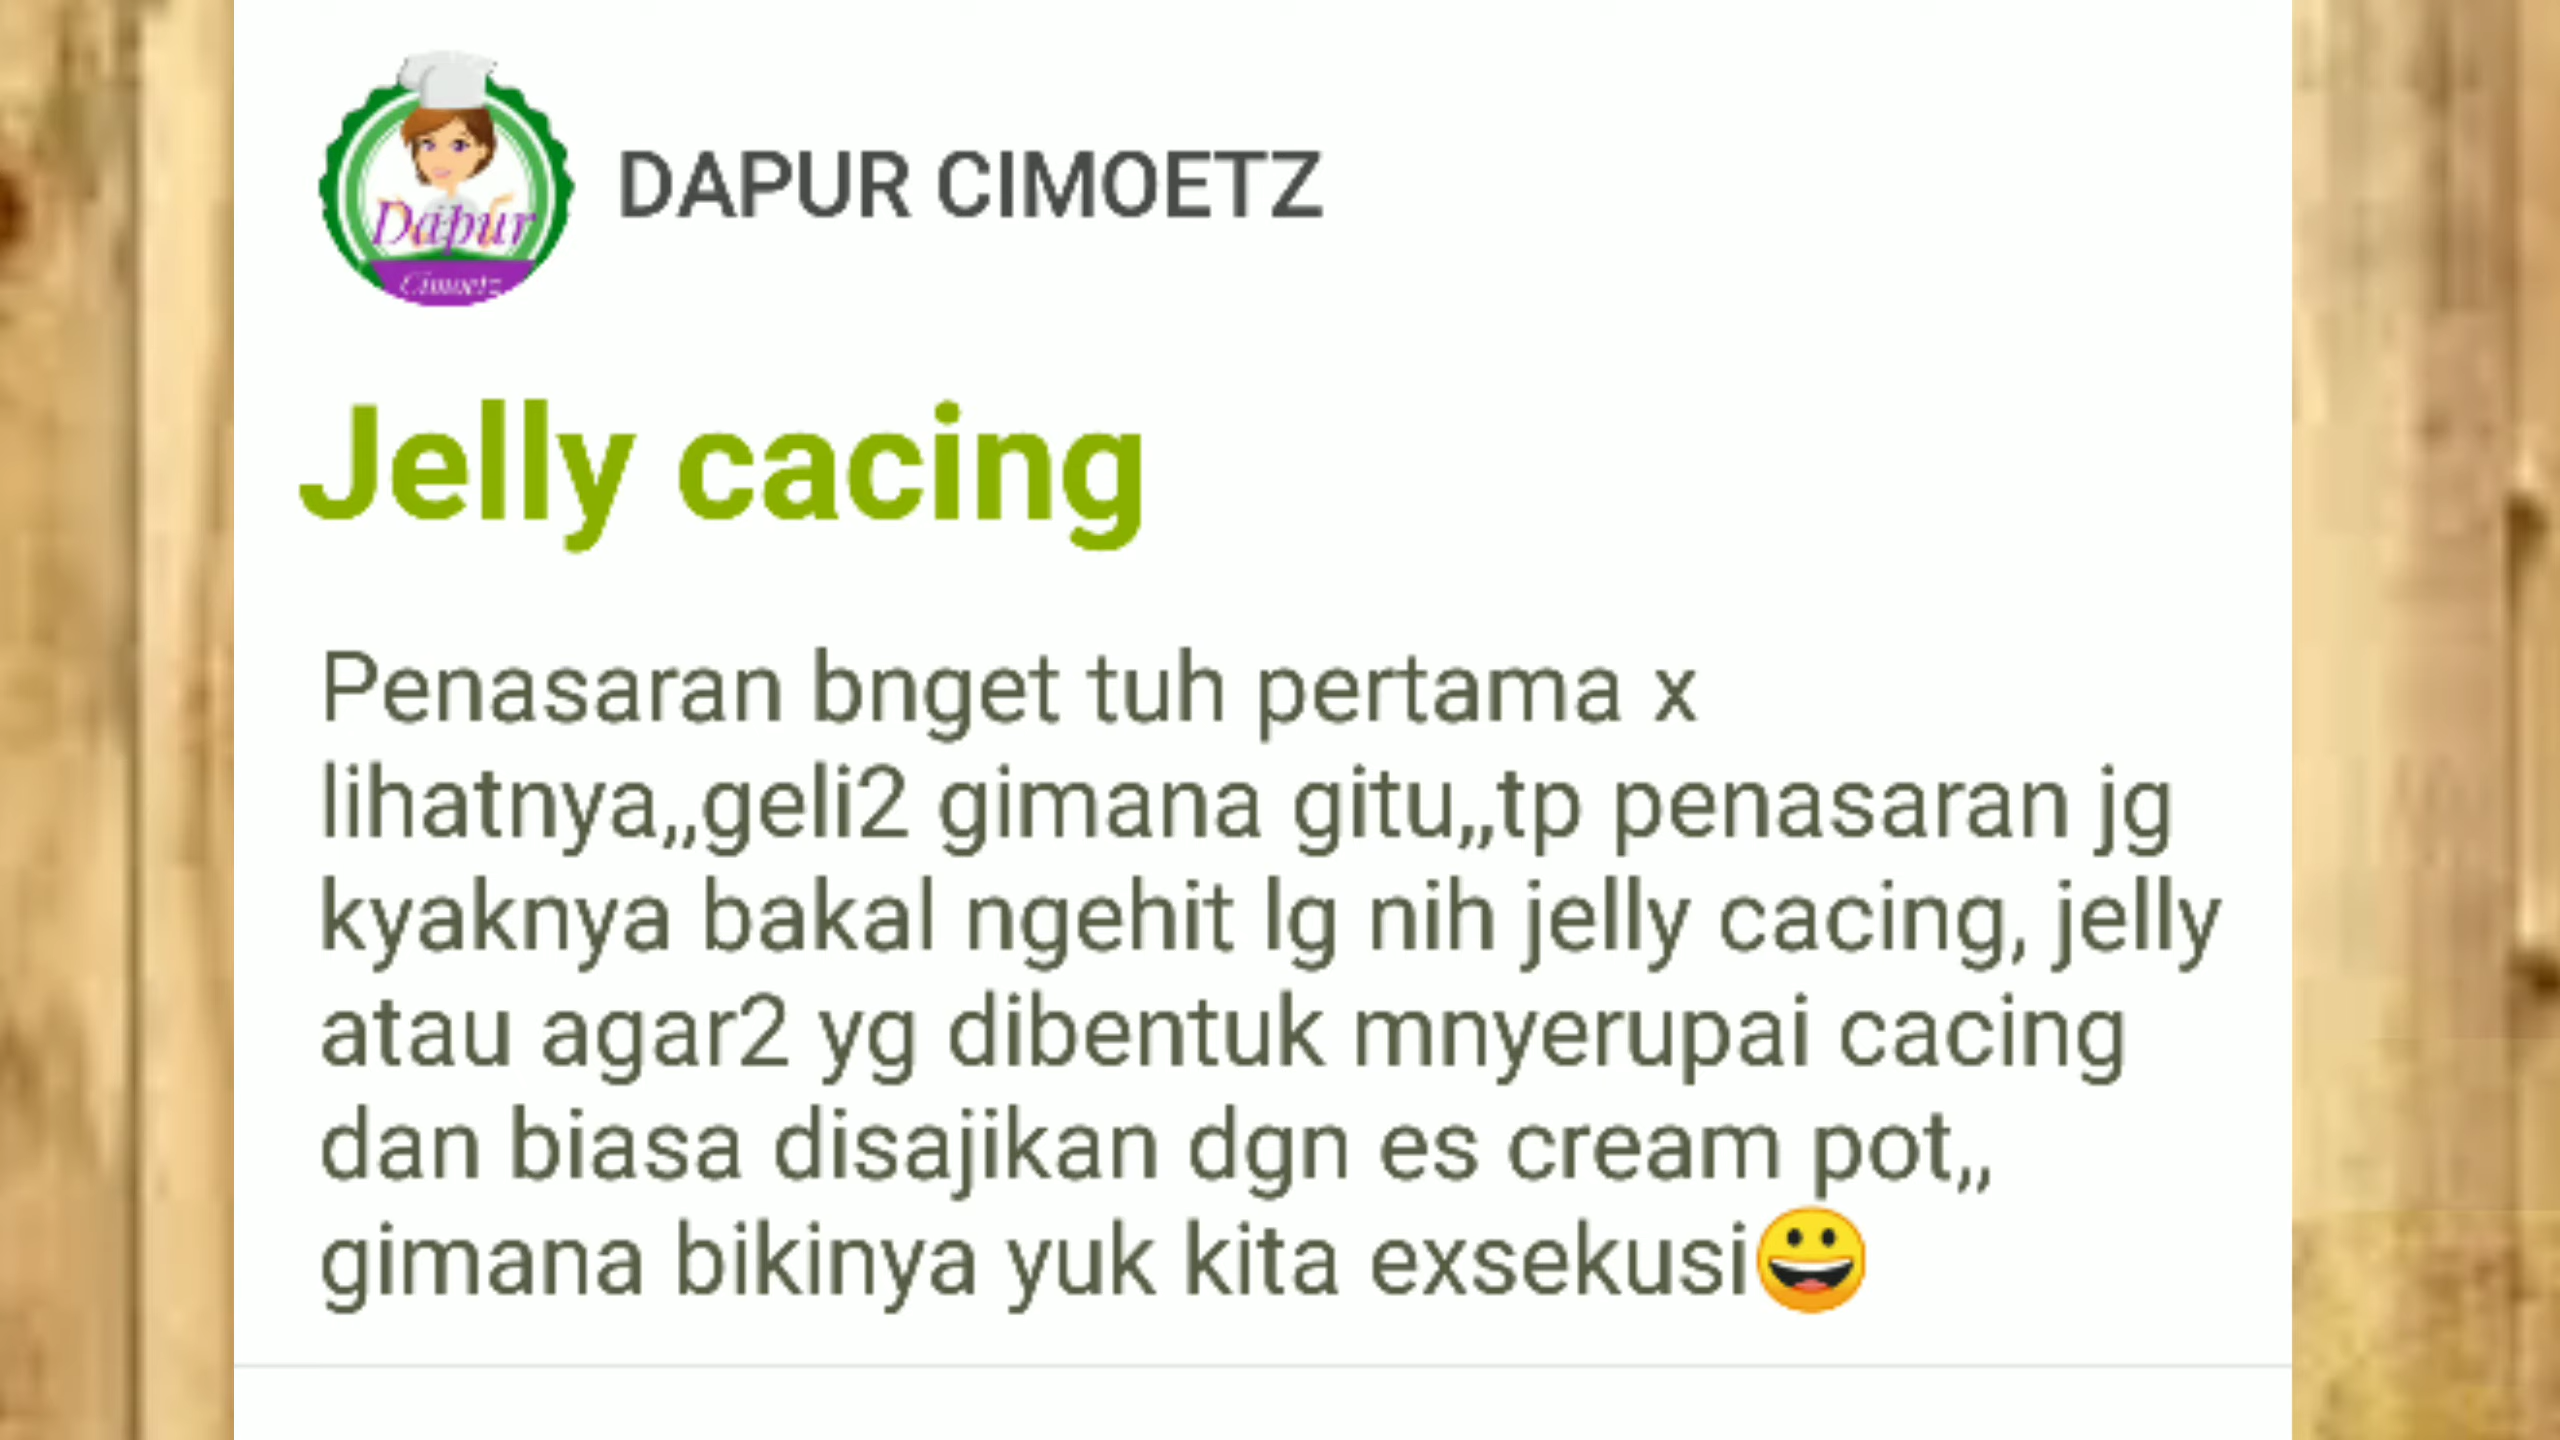 Dapur
Cimoetz
DAPUR CIMOETZ
Jelly cacing
Penasaran bnget tuh pertama x
lihatnya,,geli2 gimana gitu,,tp penasaran jg
kyaknya bakal ngehit lg nih jelly cacing, jelly
atau agar2 yg dibentuk mnyerupai cacing
dan biasa disajikan dgn es cream pot,,
gimana bikinya yuk kita exsekusi😀